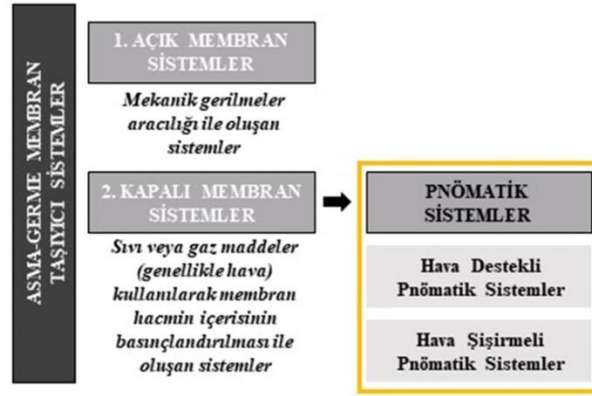 ASMA-GERME MEMBRAN
TAŞIYICI SİSTEMLER
1. AÇIK MEMBRAN
SİSTEMLER
Mekanik gerilmeler
aracılığı ile oluşan
sistemler
2. KAPALI MEMBRAN
SİSTEMLER
Sıvı veya gaz maddeler
(genellikle hava)
kullanılarak membran
hacmin içerisinin
basınçlandırılması ile
oluşan sistemler
PNÖMATİK
SİSTEMLER
Hava Destekli
Pnömatik Sistemler
Hava Şişirmeli
Pnömatik Sistemler